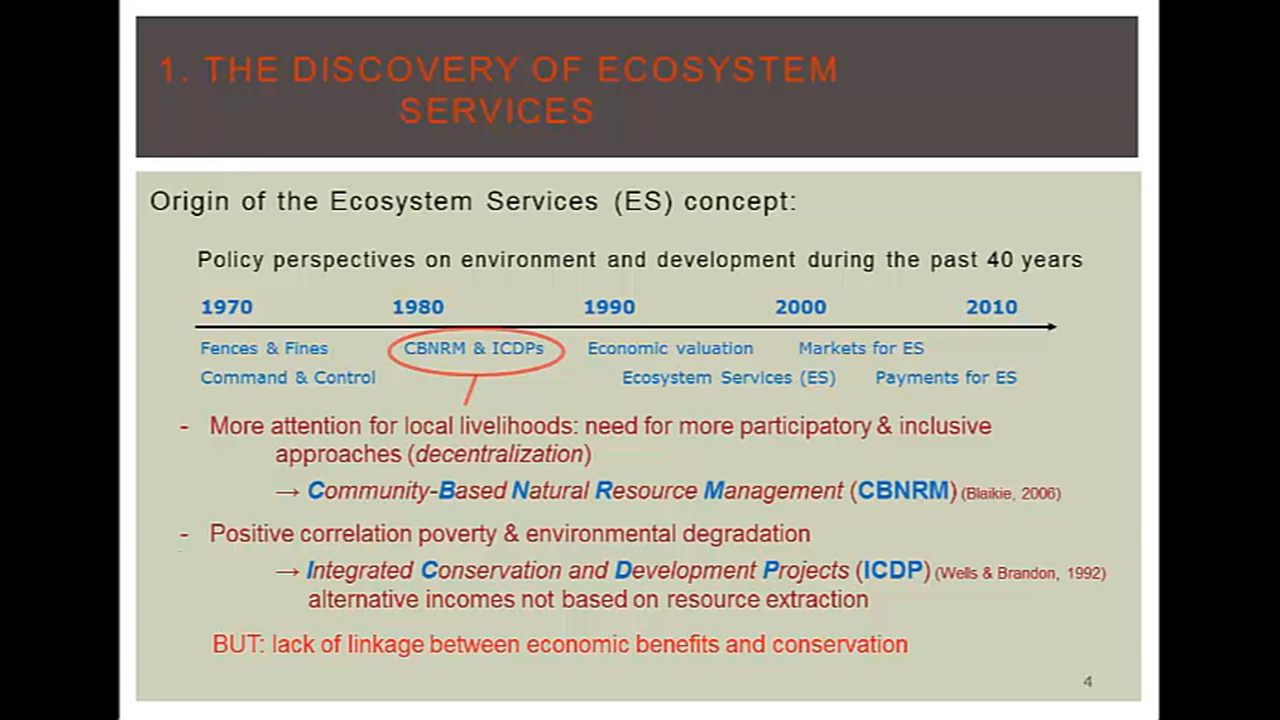 1. THE DISCOVERY OF ECOSYSTEM
SERVICES
Origin of the Ecosystem Services (ES) concept:
Policy perspectives on environment and development during the past 40 years
1970 1980 1990 2000 2010
Fences & Fines CBNRM & ICDPs Economic valuation Markets for ES
Command & Control Ecosystem Services (ES) Payments for ES
- More attention for local livelihoods: need for more participatory & inclusive
approaches (decentralization)
→ Community-Based Natural Resource Management (CBNRM) (Blaikie, 2006)
- Positive correlation poverty & environmental degradation
→ Integrated Conservation and Development Projects (ICDP) (Wells & Brandon, 1992)
alternative incomes not based on resource extraction
BUT: lack of linkage between economic benefits and conservation
4